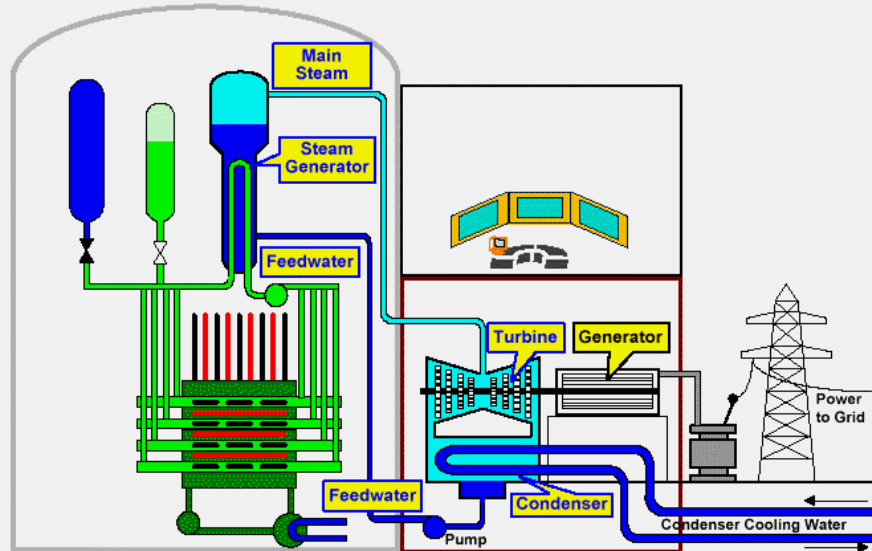 Main
Steam
Steam
Generator
Feedwater
Turbine
Generator
Power
to Grid
Feedwater
Condenser
Condenser Cooling Water
Pump